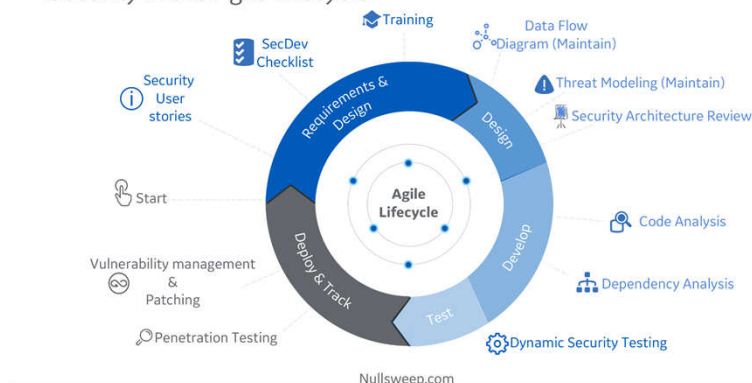 Training
SecDev
Checklist
Security
User
stories
Start
Vulnerability management
&
Patching
Penetration Testing
Data Flow
Diagram (Maintain)
Threat Modeling (Maintain)
Security Architecture Review
Code Analysis
Dependency Analysis
Dynamic Security Testing
Requirements &
Design
Design
Develop
Test
Deploy & Track
Agile
Lifecycle
Nullsweep.com